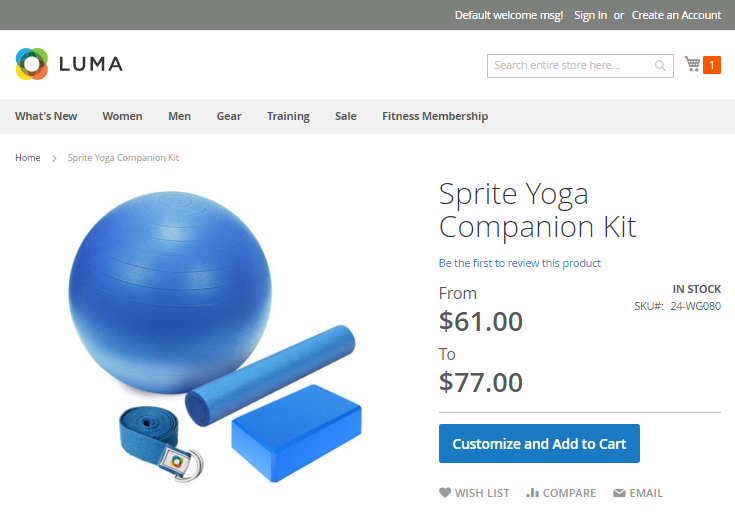 Default welcome msg! Sign In or Create an Account
LUMA
Search entire store here...
1
What's New Women Men Gear Training Sale Fitness Membership
Home > Sprite Yoga Companion Kit
Sprite Yoga
Companion Kit
Be the first to review this product
From
IN STOCK
$61.00
SKU#: 24-WG080
To
$77.00
Customize and Add to Cart
WISH LIST COMPARE EMAIL